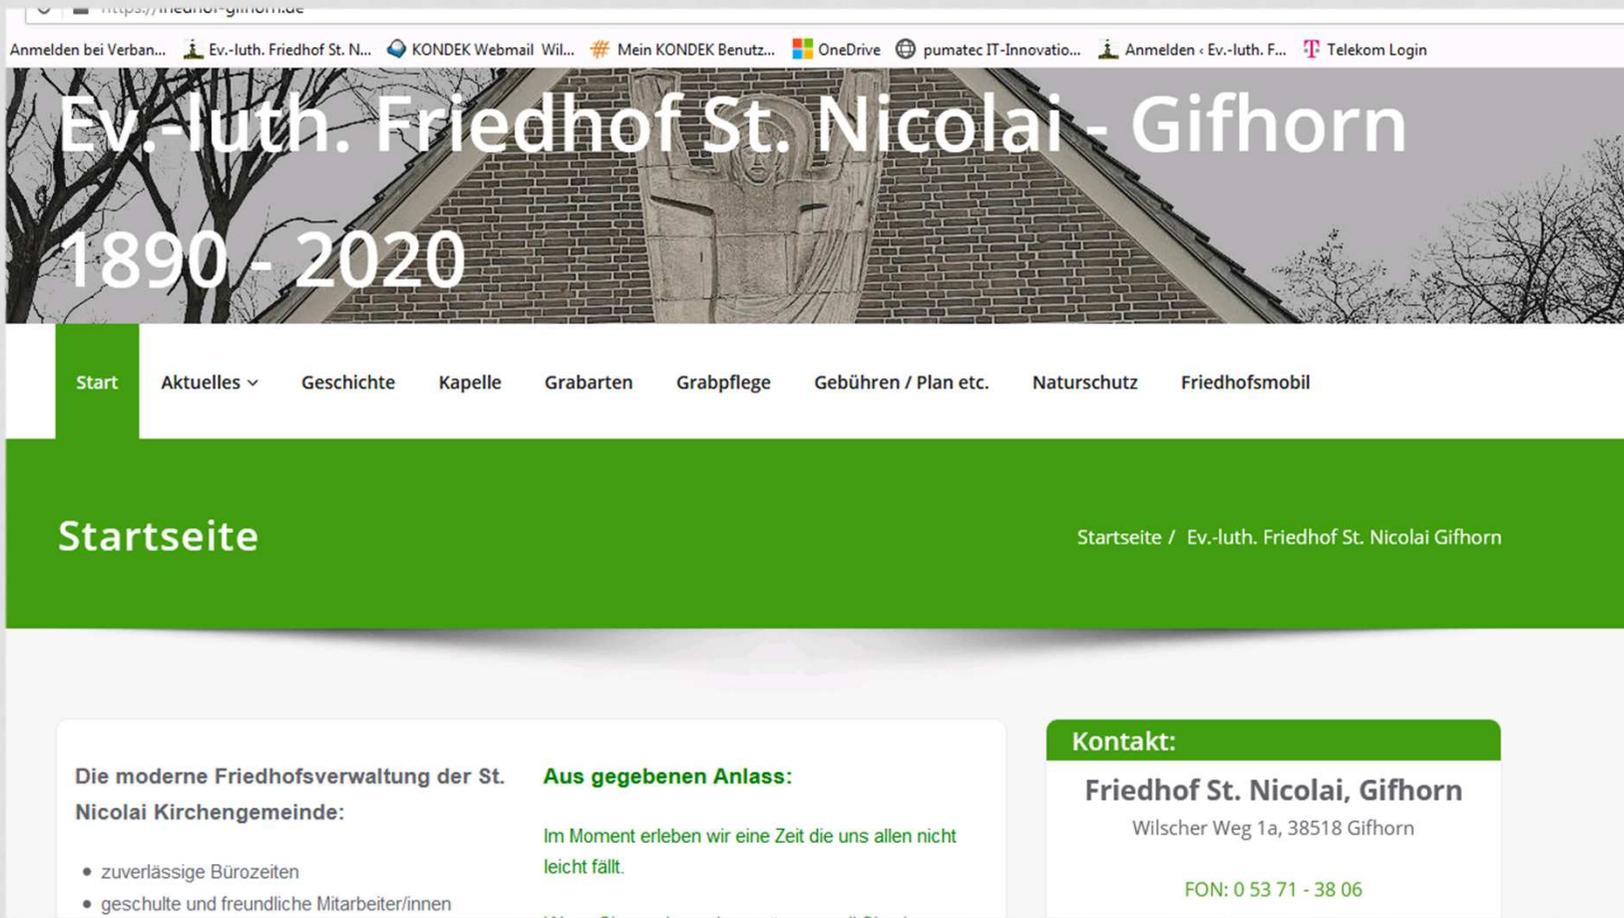 https://friedhof-gifhorn.de
Anmelden bei Verban... Ev.-luth. Friedhof St. N... KONDEK Webmail Wil... Mein KONDEK Benutz... OneDrive pumatec IT-Innovatio... Anmelden ‹ Ev.-luth. F... Telekom Login
Ev.-luth. Friedhof St. Nicolai - Gifhorn
1890 - 2020
Start Aktuelles Geschichte Kapelle Grabarten Grabpflege Gebühren / Plan etc. Naturschutz Friedhofsmobil
Startseite
Startseite / Ev.-luth. Friedhof St. Nicolai Gifhorn
Die moderne Friedhofsverwaltung der St.
Nicolai Kirchengemeinde:
• zuverlässige Bürozeiten
• geschulte und freundliche Mitarbeiter/innen
Aus gegebenen Anlass:
Im Moment erleben wir eine Zeit die uns allen nicht
leicht fällt.
Kontakt:
Friedhof St. Nicolai, Gifhorn
Wilscher Weg 1a, 38518 Gifhorn
FON: 0 53 71 - 38 06